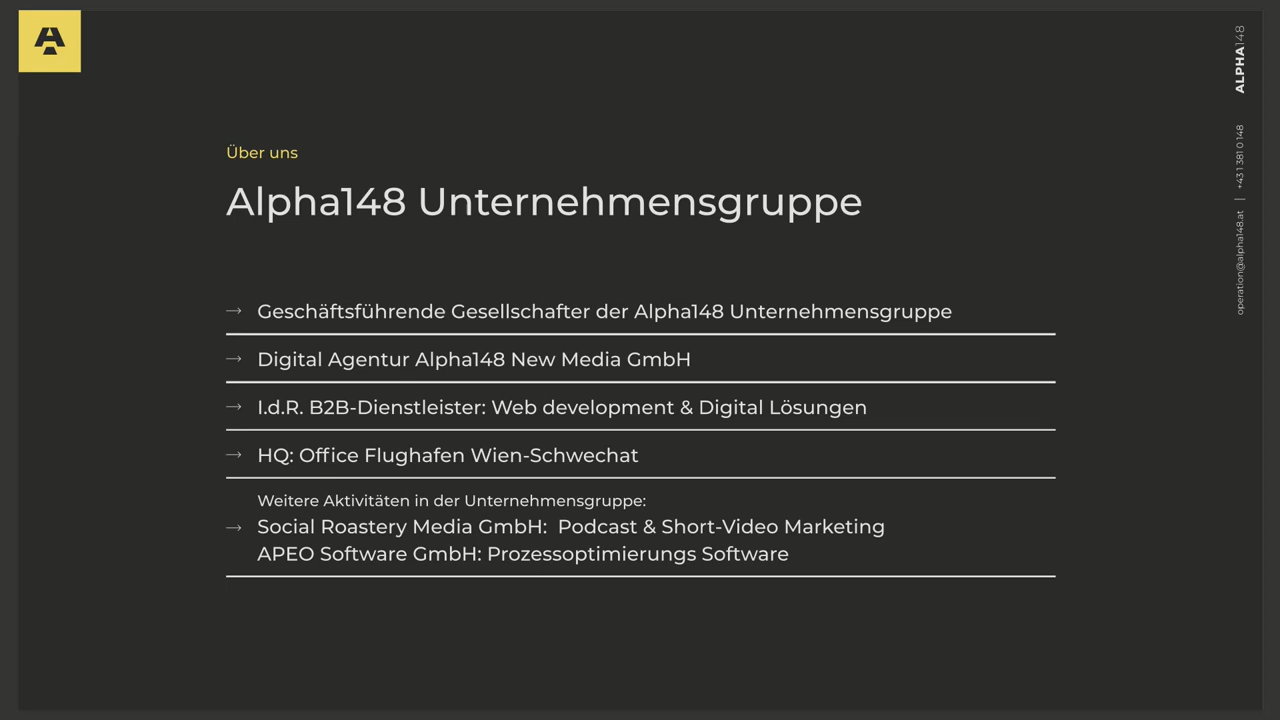 Über uns
Alpha148 Unternehmensgruppe
→ Geschäftsführende Gesellschafter der Alpha148 Unternehmensgruppe
→ Digital Agentur Alpha148 New Media GmbH
→ I.d.R. B2B-Dienstleister: Web development & Digital Lösungen
→ HQ: Office Flughafen Wien-Schwechat
Weitere Aktivitäten in der Unternehmensgruppe:
→ Social Roastery Media GmbH:  Podcast & Short-Video Marketing
APEO Software GmbH: Prozessoptimierungs Software
operation@alpha148.at | +43 1 381 0 148 ALPHA148